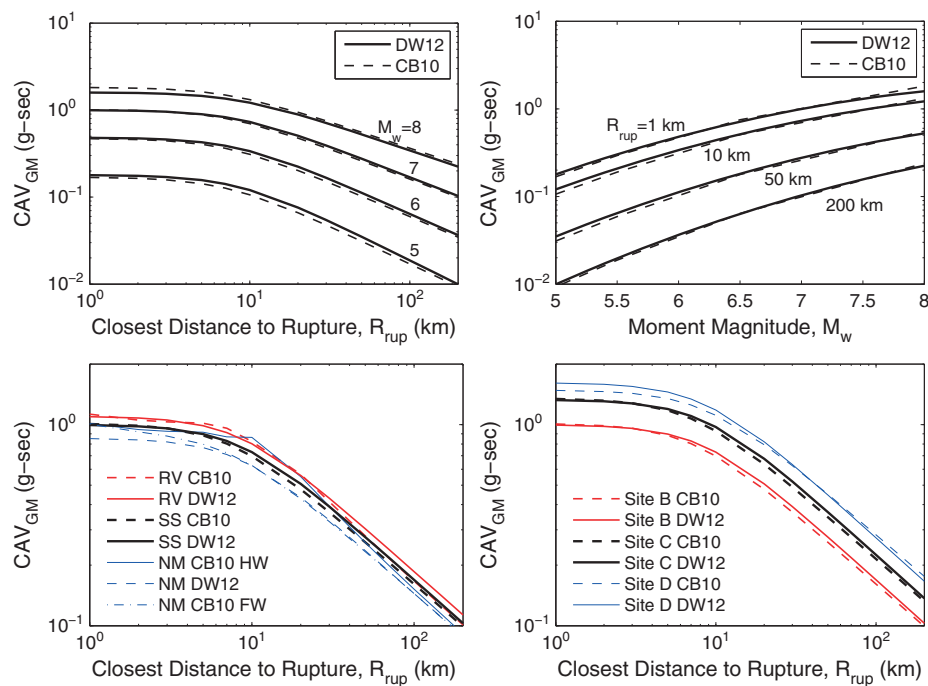 DW12
CB10
M_w=8
7
6
5
10^1
10^0
10^-1
10^-2
10^0
10^1
10^2
CAV_GM (g-sec)
Closest Distance to Rupture, R_rup (km)
DW12
CB10
R_rup=1 km
10 km
50 km
200 km
10^1
10^0
10^-1
10^-2
5
5.5
6
6.5
7
7.5
8
CAV_GM (g-sec)
Moment Magnitude, M_w
RV CB10
RV DW12
SS CB10
SS DW12
NM CB10 HW
NM DW12
NM CB10 FW
10^0
10^-1
10^0
10^1
10^2
CAV_GM (g-sec)
Closest Distance to Rupture, R_rup (km)
Site B CB10
Site B DW12
Site C CB10
Site C DW12
Site D CB10
Site D DW12
10^0
10^-1
10^0
10^1
10^2
CAV_GM (g-sec)
Closest Distance to Rupture, R_rup (km)